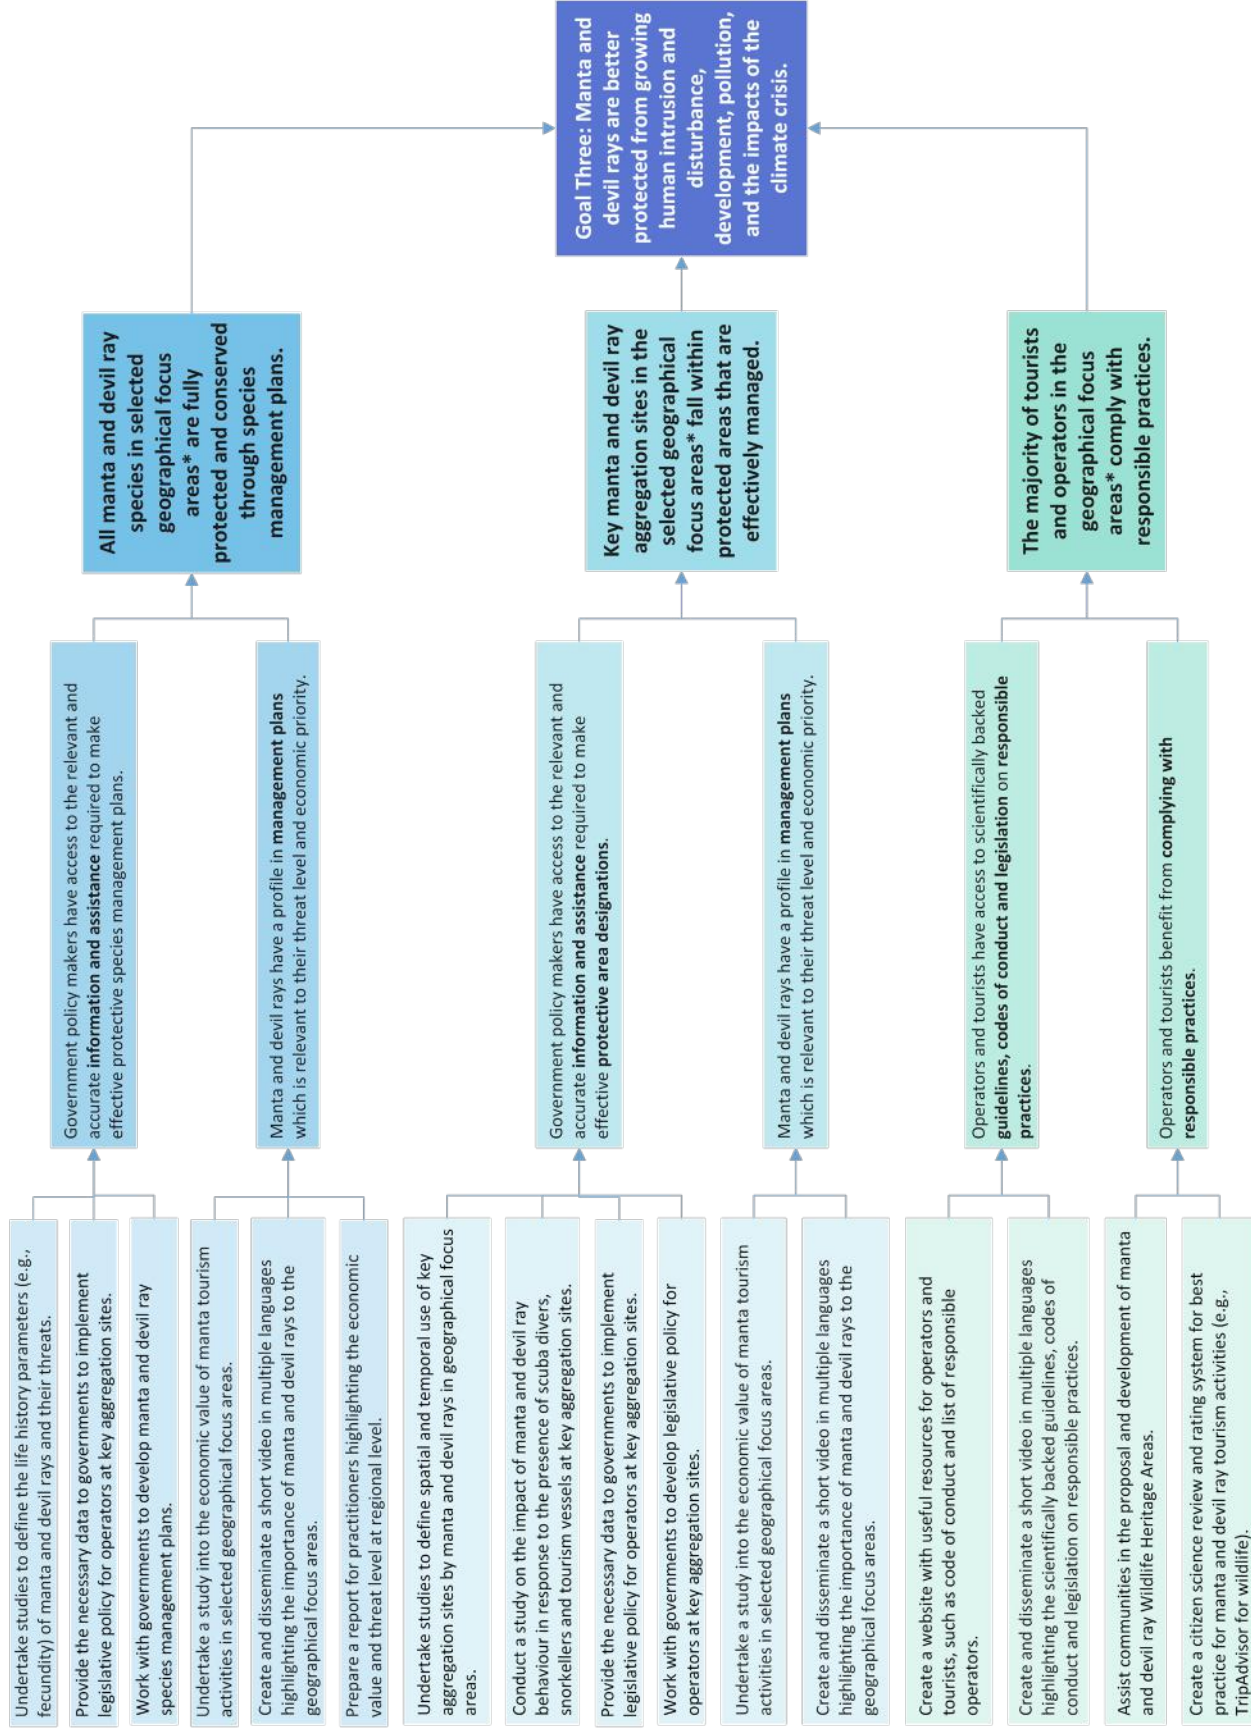 Undertake studies to define the life history parameters (e.g.,
fecundity) of manta and devil rays and their threats.
Provide the necessary data to governments to implement
legislative policy for operators at key aggregation sites.
Work with governments to develop manta and devil ray
species management plans.
Undertake a study into the economic value of manta tourism
activities in selected geographical focus areas.
Create and disseminate a short video in multiple languages
highlighting the importance of manta and devil rays to the
geographical focus areas.
Prepare a report for practitioners highlighting the economic
value and threat level at regional level.
Undertake studies to define spatial and temporal use of key
aggregation sites by manta and devil rays in geographical focus
areas.
Conduct a study on the impact of manta and devil ray
behaviour in response to the presence of scuba divers,
snorkellers and tourism vessels at key aggregation sites.
Provide the necessary data to governments to implement
legislative policy for operators at key aggregation sites.
Work with governments to develop legislative policy for
operators at key aggregation sites.
Undertake a study into the economic value of manta tourism
activities in selected geographical focus areas.
Create and disseminate a short video in multiple languages
highlighting the importance of manta and devil rays to the
geographical focus areas.
Create a website with useful resources for operators and
tourists, such as code of conduct and list of responsible
operators.
Create and disseminate a short video in multiple languages
highlighting the scientifically backed guidelines, codes of
conduct and legislation on responsible practices.
Assist communities in the proposal and development of manta
and devil ray Wildlife Heritage Areas.
Create a citizen science review and rating system for best
practice for manta and devil ray tourism activities (e.g.,
TripAdvisor for wildlife).
Government policy makers have access to the relevant and
accurate information and assistance required to make
effective protective species management plans.
Manta and devil rays have a profile in management plans
which is relevant to their threat level and economic priority.
Government policy makers have access to the relevant and
accurate information and assistance required to make
effective protective area designations.
Manta and devil rays have a profile in management plans
which is relevant to their threat level and economic priority.
Operators and tourists have access to scientifically backed
guidelines, codes of conduct and legislation on responsible
practices.
Operators and tourists benefit from complying with
responsible practices.
All manta and devil ray
species in selected
geographical focus
areas* are fully
protected and conserved
through species
management plans.
Key manta and devil ray
aggregation sites in the
selected geographical
focus areas* fall within
protected areas that are
effectively managed.
The majority of tourists
and operators in the
geographical focus
areas* comply with
responsible practices.
Goal Three: Manta and
devil rays are better
protected from growing
human intrusion and
disturbance,
development, pollution,
and the impacts of the
climate crisis.